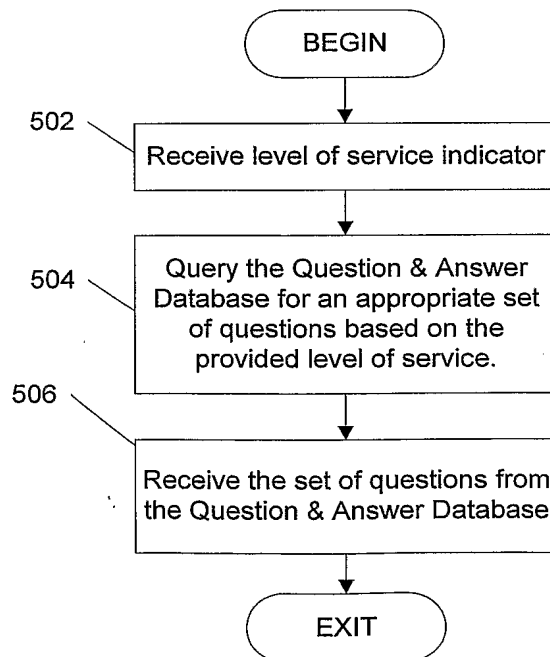 BEGIN
502
Receive level of service indicator
504
Query the Question & Answer
Database for an appropriate set
of questions based on the
provided level of service.
506
Receive the set of questions from
the Question & Answer Database
EXIT